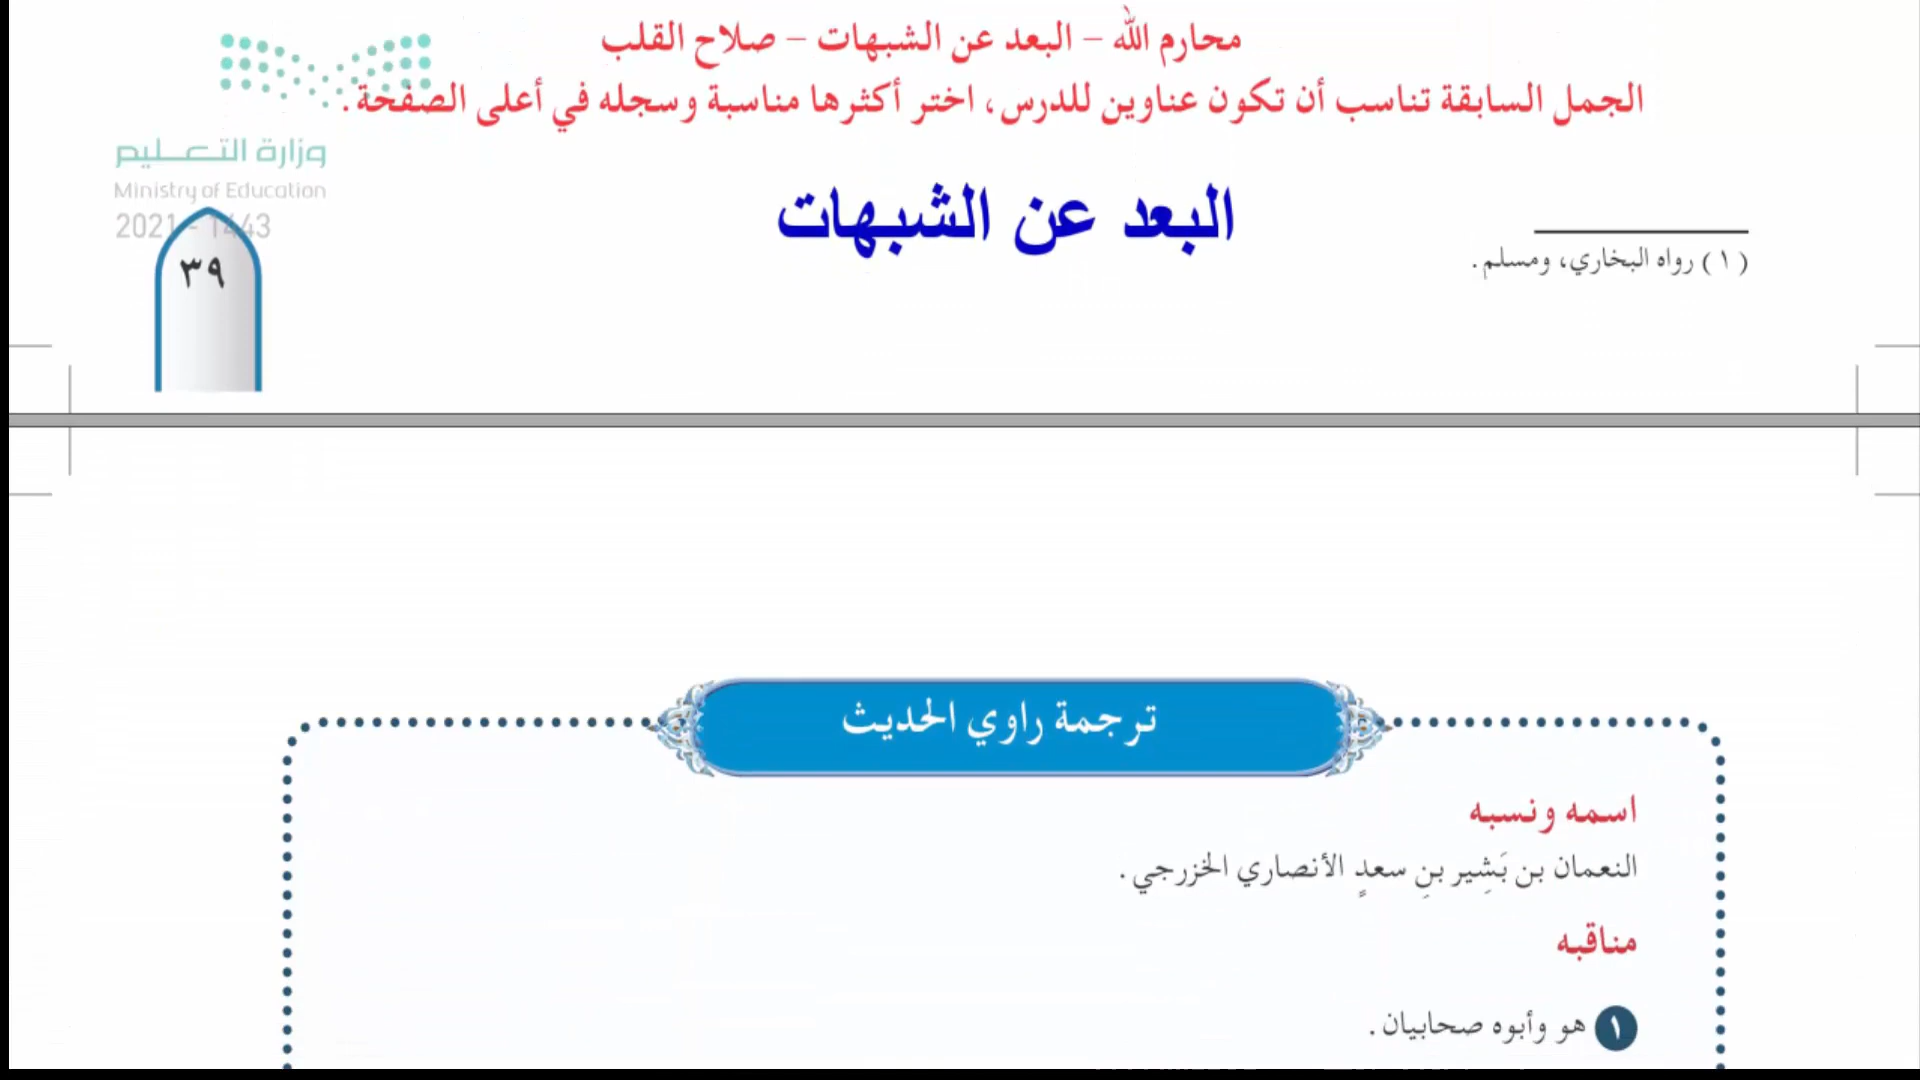 محارم الله – البعد عن الشبهات – صلاح القلب
الجمل السابقة تناسب أن تكون عناوين للدرس، اختر أكثرها مناسبة وسجله في أعلى الصفحة.
وزارة التعليم
Ministry of Education
2021 - 1443
البعد عن الشبهات
(١) رواه البخاري، ومسلم.
٣٩
ترجمة راوي الحديث
اسمه ونسبه
النعمان بن بَشِير بنِ سعدٍ الأنصاري الخزرجي.
مناقبه
١ هو وأبوه صحابيان.